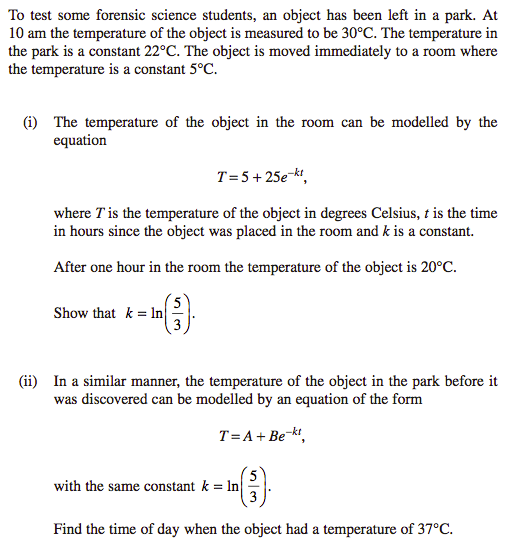 To test some forensic science students, an object has been left in a park. At
10 am the temperature of the object is measured to be 30°C. The temperature in
the park is a constant 22°C. The object is moved immediately to a room where
the temperature is a constant 5°C.
(i) The temperature of the object in the room can be modelled by the
equation
T = 5 + 25e^{-kt},
where T is the temperature of the object in degrees Celsius, t is the time
in hours since the object was placed in the room and k is a constant.
After one hour in the room the temperature of the object is 20°C.
Show that k = ln(5/3).
(ii) In a similar manner, the temperature of the object in the park before it
was discovered can be modelled by an equation of the form
T = A + Be^{-kt},
with the same constant k = ln(5/3).
Find the time of day when the object had a temperature of 37°C.